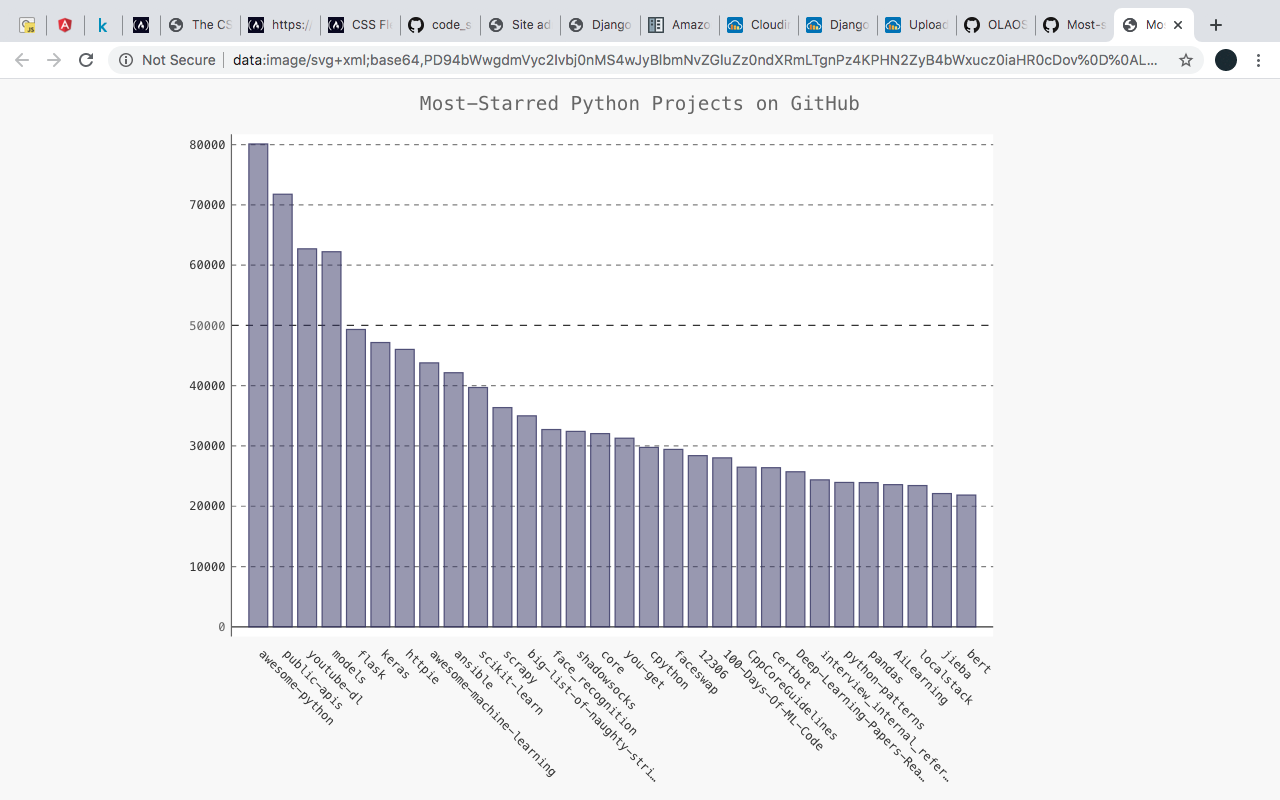 The CS
https:/
CSS Fl
code_s
Site ad
Django
Amazo
Cloudin
Django
Upload
OLAOS
Most-s
Mo
Not Secure
data:image/svg+xml;base64,PD94bWwgdmVyc2lvbj0nMS4wJyBlbmNvZGluZz0ndXRmLTgnPz4KPHN2ZyB4bWxucz0iaHR0cDov%0D%0AL...
Most-Starred Python Projects on GitHub
80000
70000
60000
50000
40000
30000
20000
10000
0
awesome-python
public-apis
youtube-dl
models
flask
keras
httpie
awesome-machine-learning
ansible
scikit-learn
scrapy
big-list-of-naughty-stri…
face_recognition
shadowsocks
core
you-get
cpython
faceswap
12306
100-Days-Of-ML-Code
CppCoreGuidelines
certbot
Deep-Learning-Papers-Rea…
interview_internal_refer…
python-patterns
pandas
AiLearning
localstack
jieba
bert